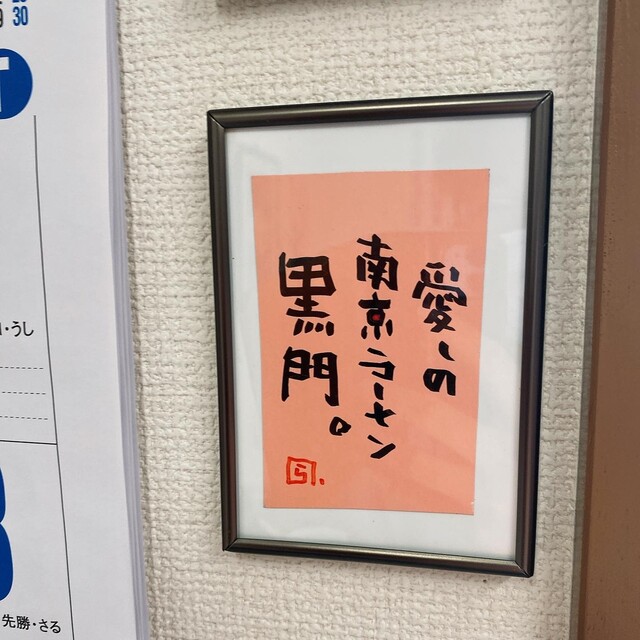 愛しの
南京ラーメン
黒門。
30
・うし
先勝・さる